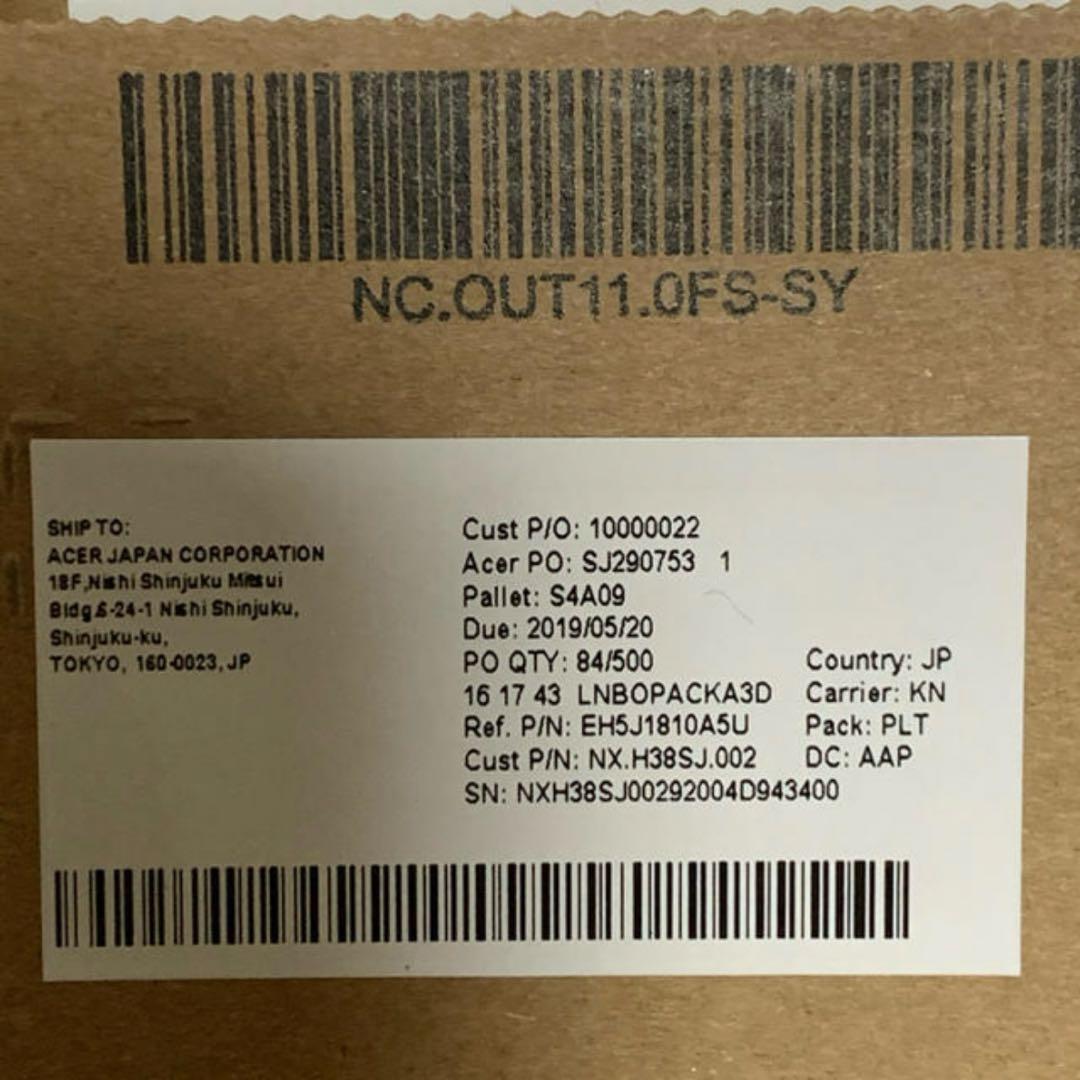 NC.OUT11.0FS-SY
SHIP TO:
ACER JAPAN CORPORATION
18F,Nishi Shinjuku Mitsui
Bldg.6-24-1 Nishi Shinjuku,
Shinjuku-ku,
TOKYO, 160-0023, JP
Cust P/O: 10000022
Acer PO: SJ290753 1
Pallet: S4A09
Due: 2019/05/20
PO QTY: 84/500 Country: JP
16 17 43 LNBOPACKA3D Carrier: KN
Ref. P/N: EH5J1810A5U Pack: PLT
Cust P/N: NX.H38SJ.002 DC: AAP
SN: NXH38SJ00292004D943400